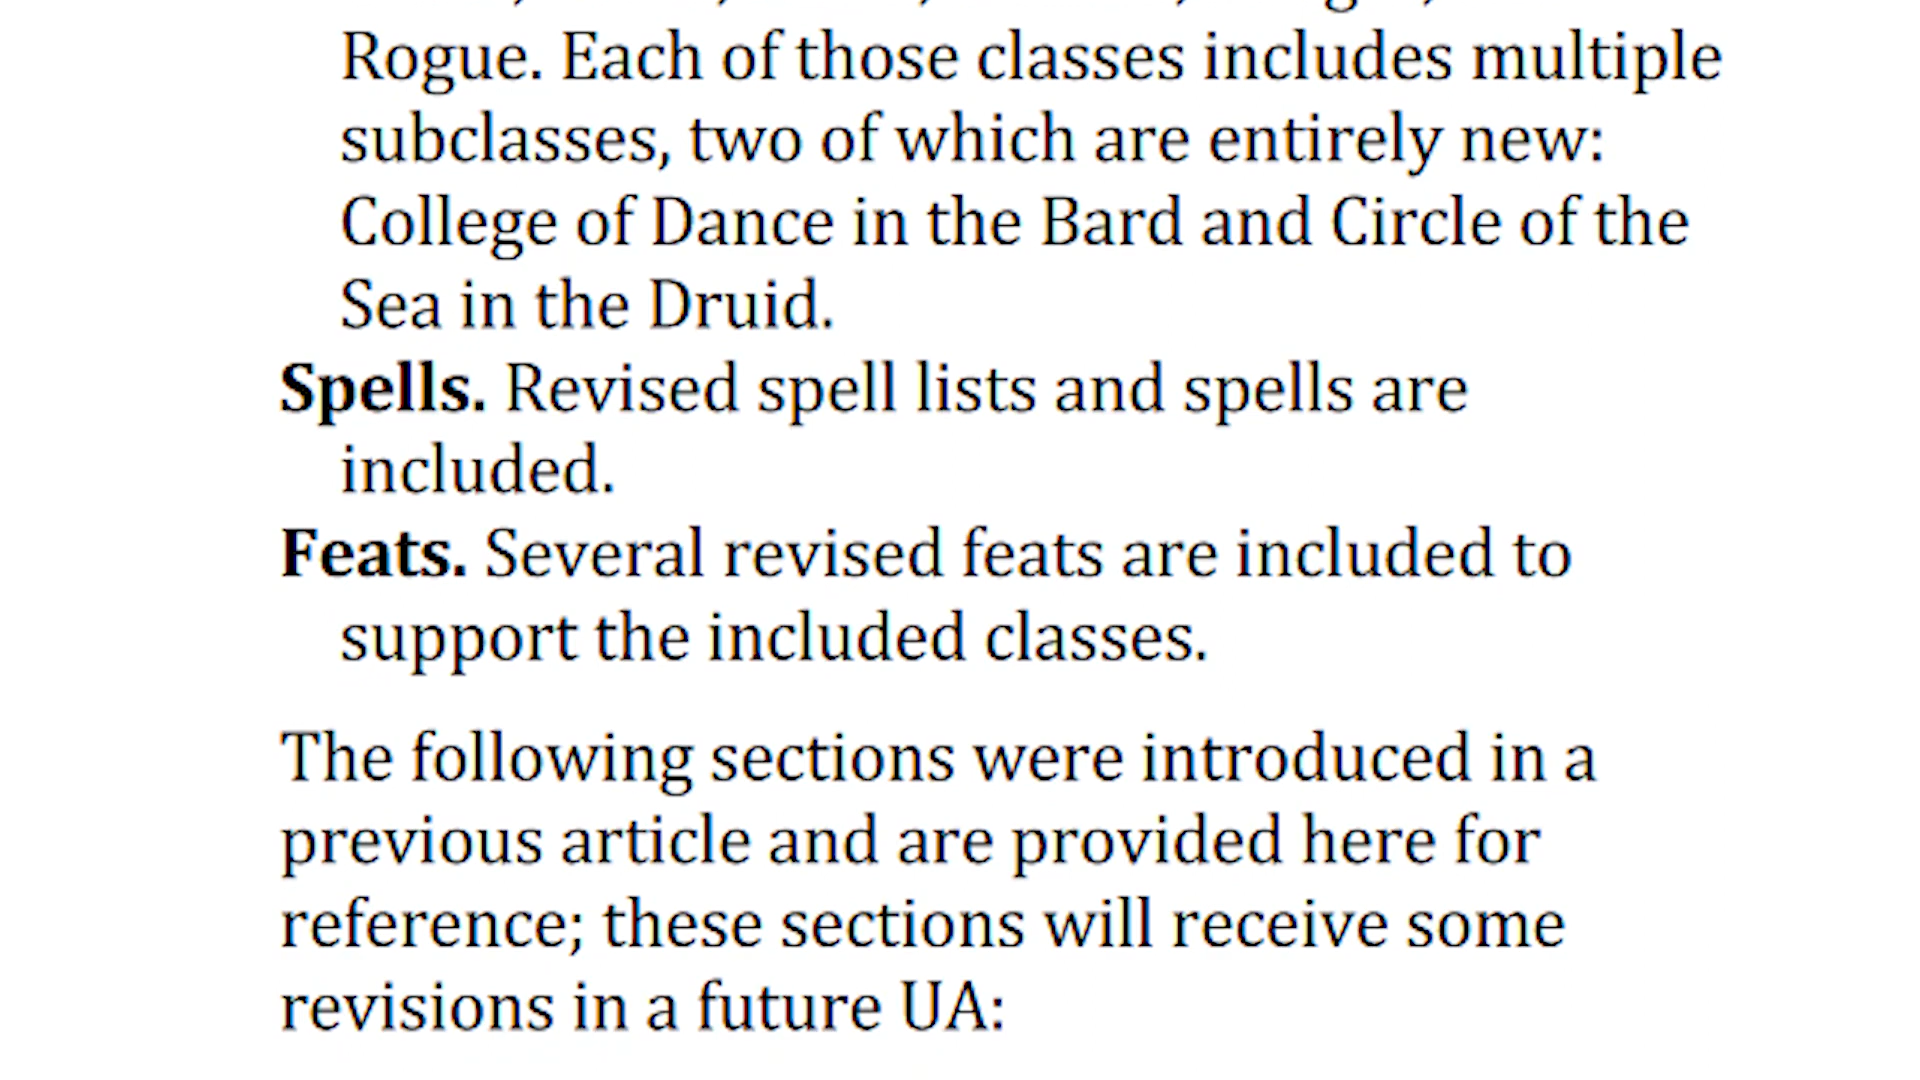 Rogue. Each of those classes includes multiple
subclasses, two of which are entirely new:
College of Dance in the Bard and Circle of the
Sea in the Druid.
Spells. Revised spell lists and spells are
included.
Feats. Several revised feats are included to
support the included classes.
The following sections were introduced in a
previous article and are provided here for
reference; these sections will receive some
revisions in a future UA: